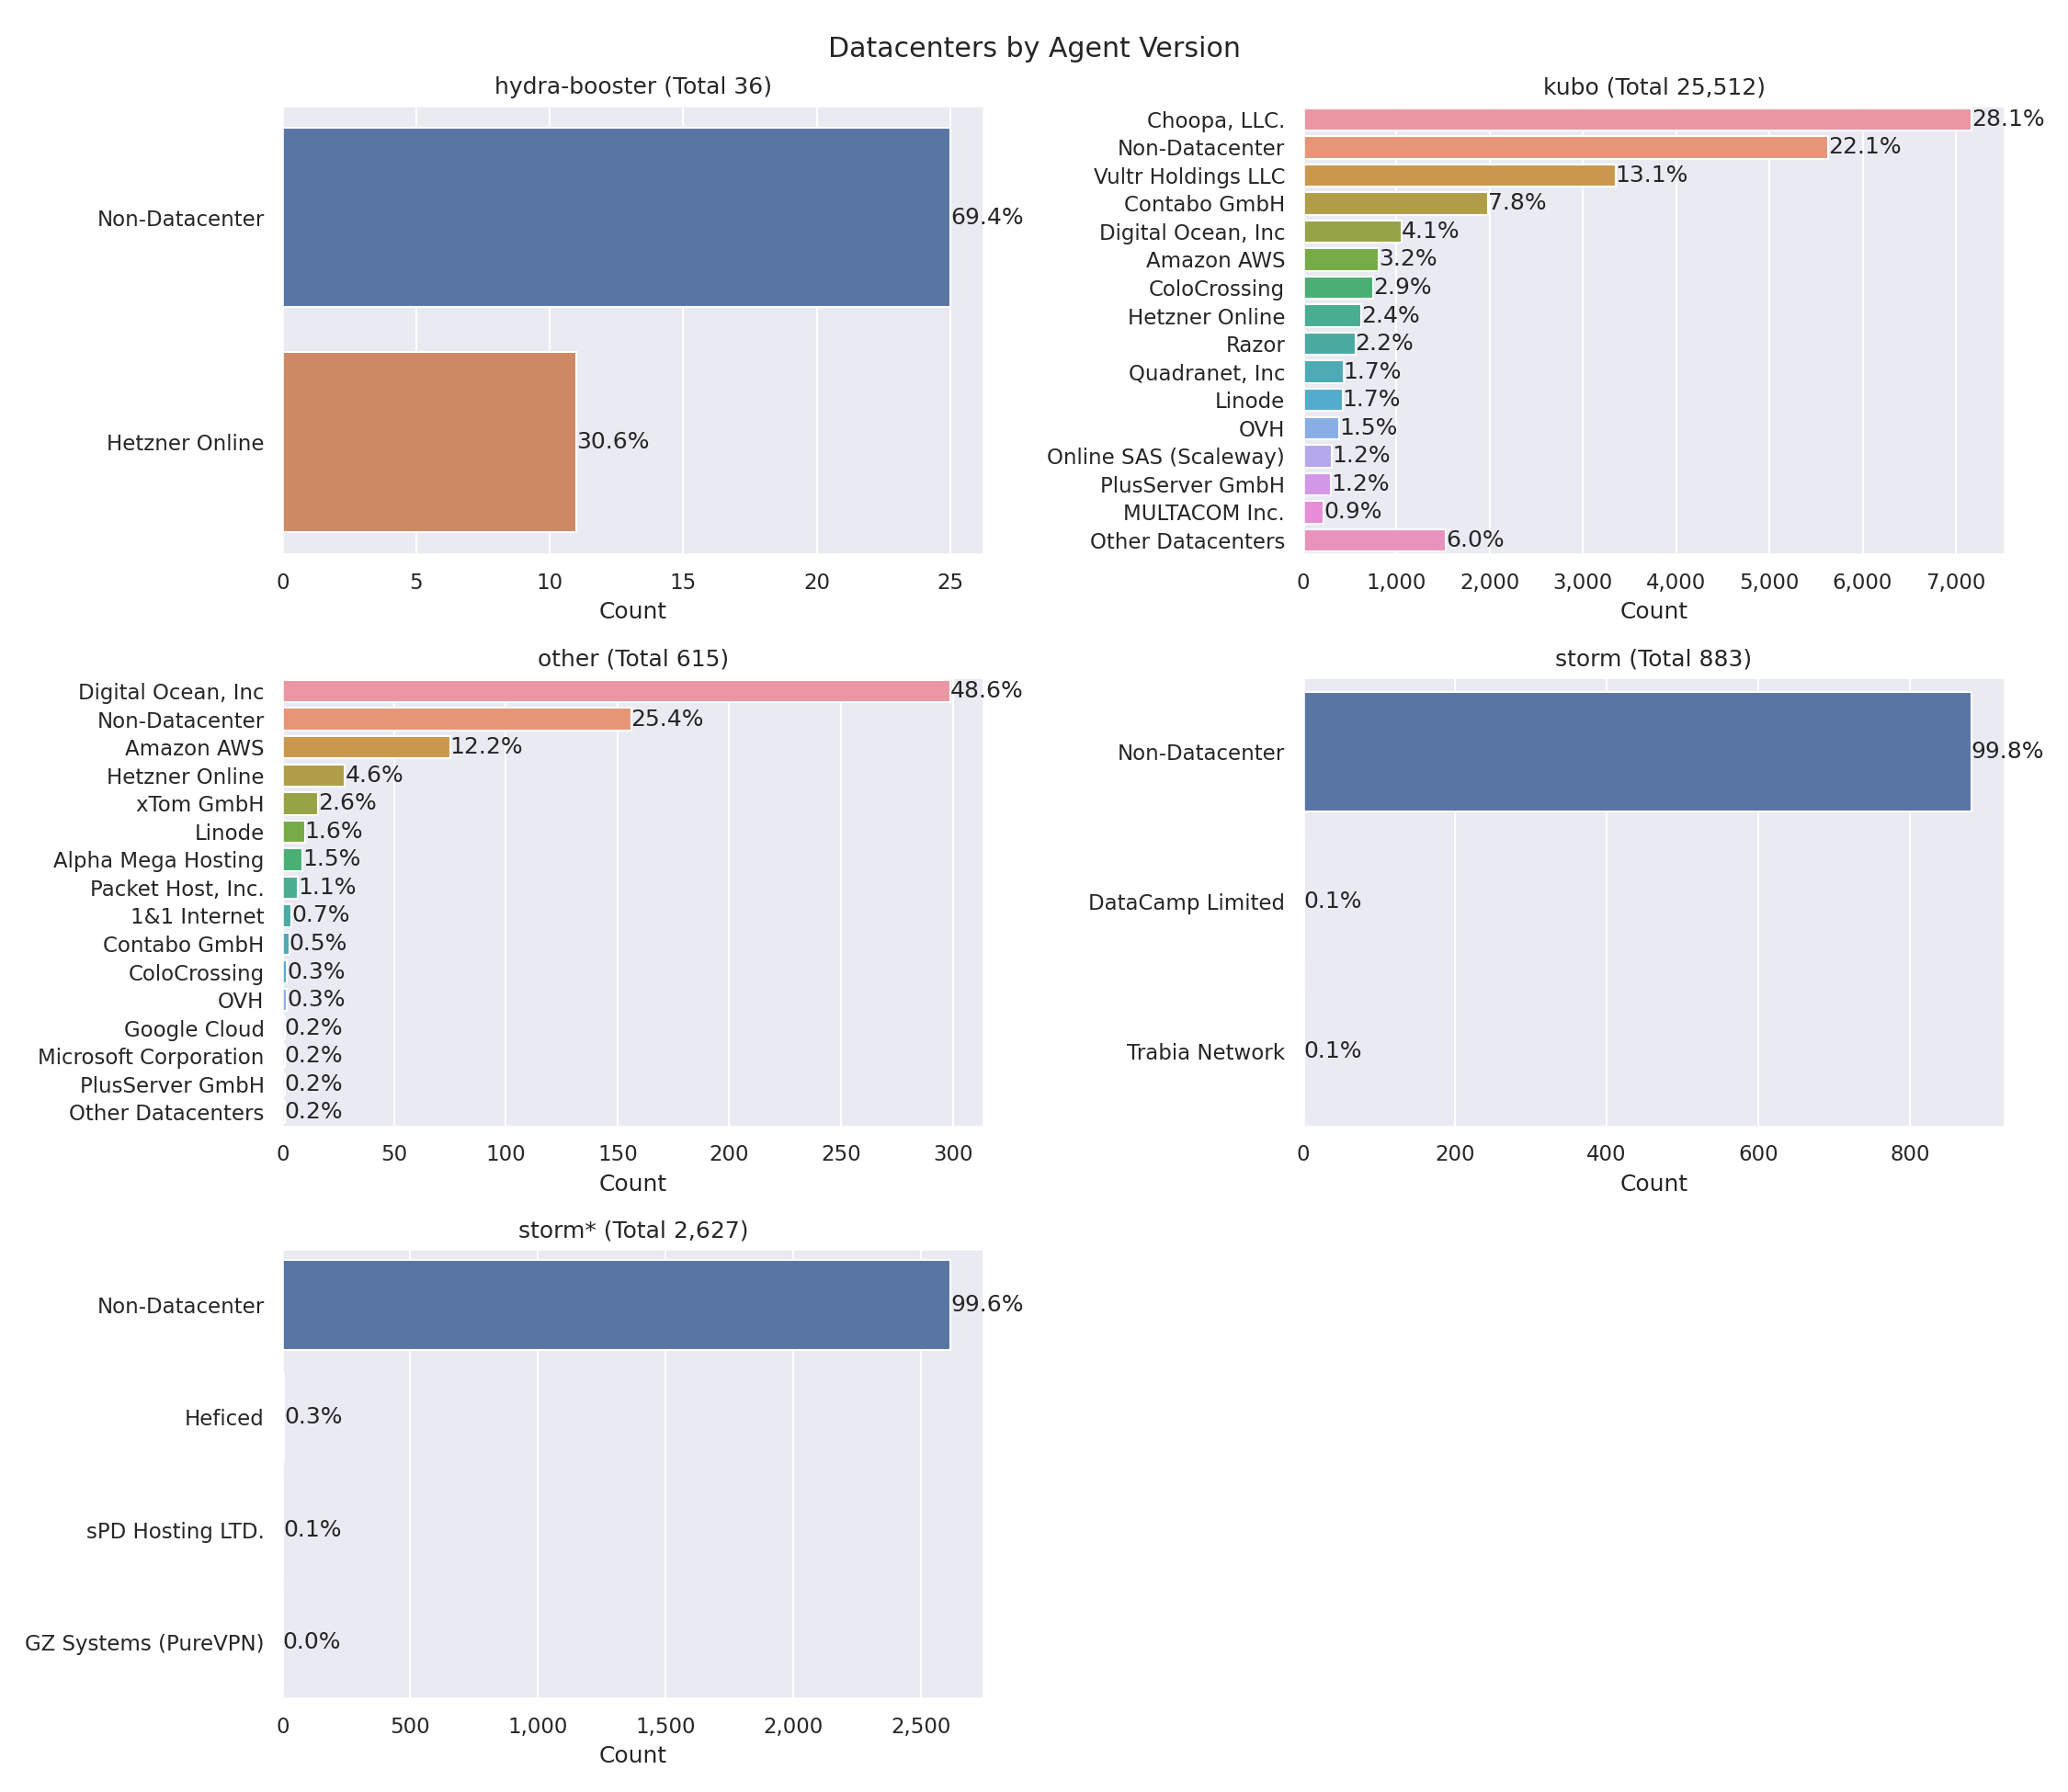 Datacenters by Agent Version
hydra-booster (Total 36)
Non-Datacenter
69.4%
Hetzner Online
30.6%
0 5 10 15 20 25
Count
kubo (Total 25,512)
Choopa, LLC. 28.1%
Non-Datacenter 22.1%
Vultr Holdings LLC 13.1%
Contabo GmbH 7.8%
Digital Ocean, Inc 4.1%
Amazon AWS 3.2%
ColoCrossing 2.9%
Hetzner Online 2.4%
Razor 2.2%
Quadranet, Inc 1.7%
Linode 1.7%
OVH 1.5%
Online SAS (Scaleway) 1.2%
PlusServer GmbH 1.2%
MULTACOM Inc. 0.9%
Other Datacenters 6.0%
0 1,000 2,000 3,000 4,000 5,000 6,000 7,000
Count
other (Total 615)
Digital Ocean, Inc 48.6%
Non-Datacenter 25.4%
Amazon AWS 12.2%
Hetzner Online 4.6%
xTom GmbH 2.6%
Linode 1.6%
Alpha Mega Hosting 1.5%
Packet Host, Inc. 1.1%
1&1 Internet 0.7%
Contabo GmbH 0.5%
ColoCrossing 0.3%
OVH 0.3%
Google Cloud 0.2%
Microsoft Corporation 0.2%
PlusServer GmbH 0.2%
Other Datacenters 0.2%
0 50 100 150 200 250 300
Count
storm (Total 883)
Non-Datacenter 99.8%
DataCamp Limited 0.1%
Trabia Network 0.1%
0 200 400 600 800
Count
storm* (Total 2,627)
Non-Datacenter 99.6%
Heficed 0.3%
sPD Hosting LTD. 0.1%
GZ Systems (PureVPN) 0.0%
0 500 1,000 1,500 2,000 2,500
Count